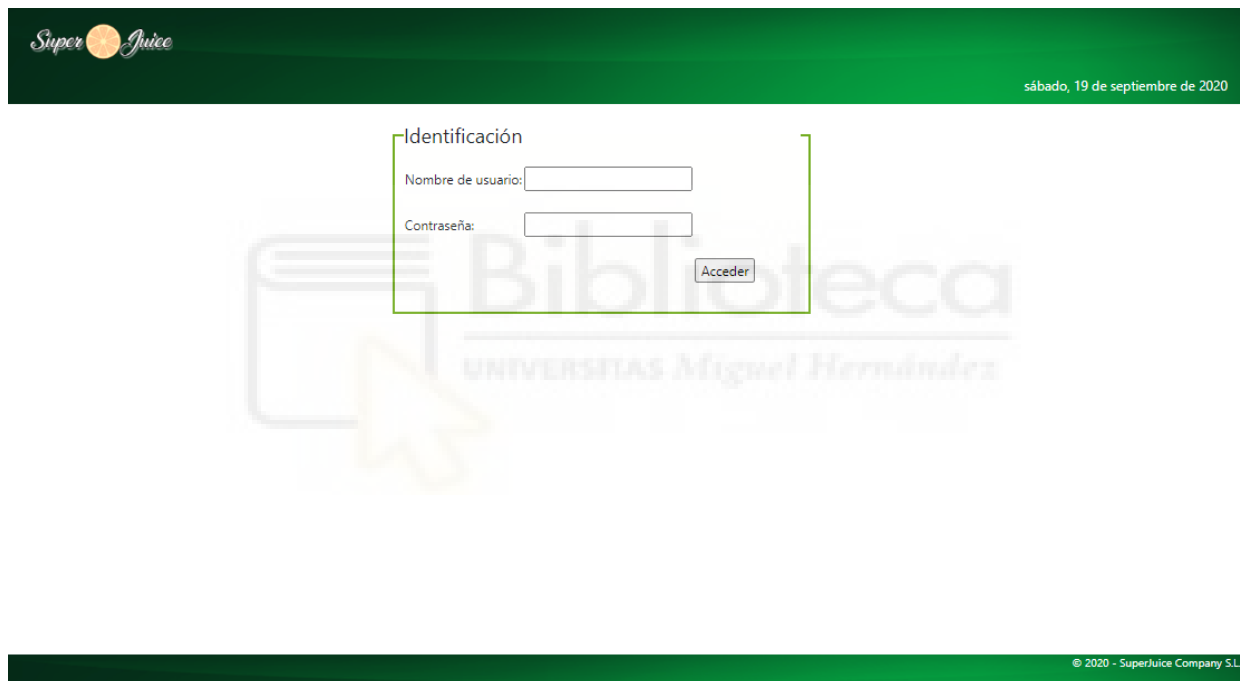 Super Juice
sábado, 19 de septiembre de 2020
Identificación
Nombre de usuario:
Contraseña:
Acceder
Biblioteca
UNIVERSITAS Miguel Hernández
© 2020 - SuperJuice Company S.L